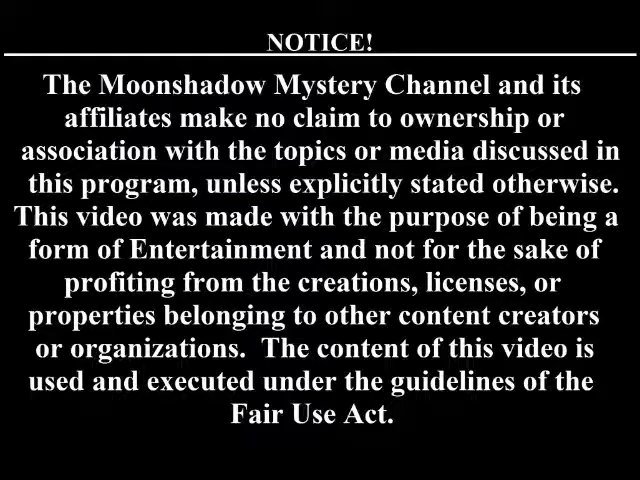 NOTICE!
The Moonshadow Mystery Channel and its
affiliates make no claim to ownership or
association with the topics or media discussed in
this program, unless explicitly stated otherwise.
This video was made with the purpose of being a
form of Entertainment and not for the sake of
profiting from the creations, licenses, or
properties belonging to other content creators
or organizations.  The content of this video is
used and executed under the guidelines of the
Fair Use Act.